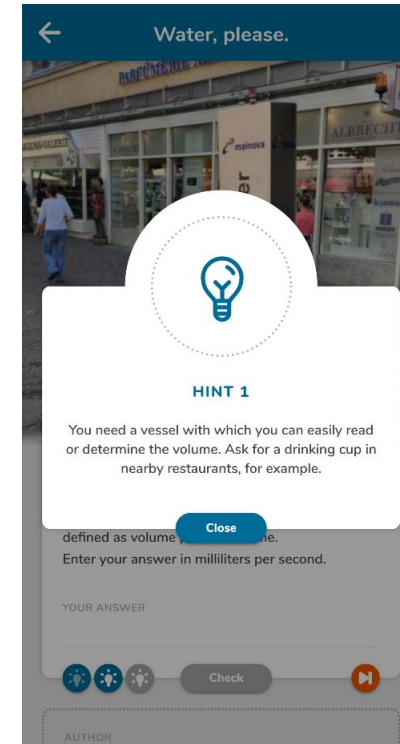 Water, please.
PARFÜMERIE
ALBRECHT
mainova
HINT 1
You need a vessel with which you can easily read
or determine the volume. Ask for a drinking cup in
nearby restaurants, for example.
Close
defined as volume
Enter your answer in milliliters per second.
YOUR ANSWER
Check
AUTHOR